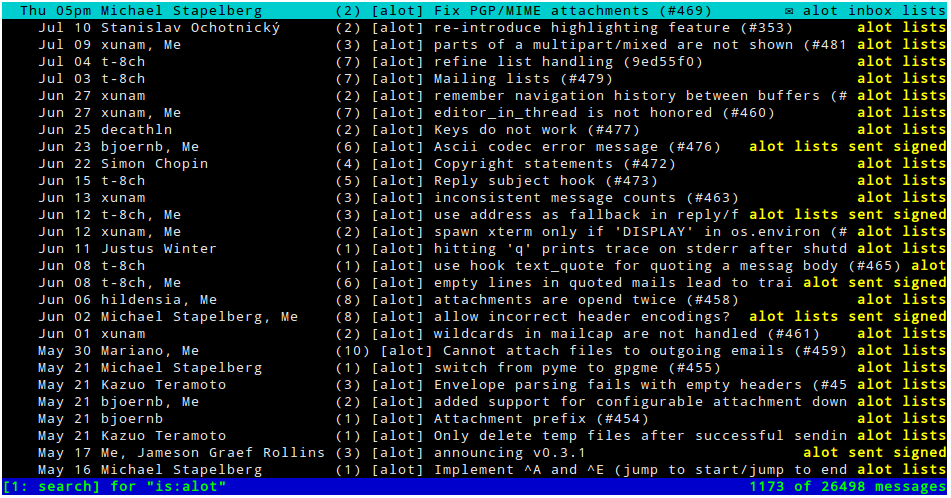 Thu 05pm Michael Stapelberg (2) [alot] Fix PGP/MIME attachments (#469) ✉ alot inbox lists
Jul 10 Stanislav Ochotnický (2) [alot] re-introduce highlighting feature (#353) alot lists
Jul 09 xunam, Me (3) [alot] parts of a multipart/mixed are not shown (#481 alot lists
Jul 04 t-8ch (7) [alot] refine list handling (9ed55f0) alot lists
Jul 03 t-8ch (7) [alot] Mailing lists (#479) alot lists
Jun 27 xunam (2) [alot] remember navigation history between buffers (# alot lists
Jun 27 xunam, Me (7) [alot] editor_in_thread is not honored (#460) alot lists
Jun 25 decathln (2) [alot] Keys do not work (#477) alot lists
Jun 23 bjoernb, Me (6) [alot] Ascii codec error message (#476) alot lists sent signed
Jun 22 Simon Chopin (4) [alot] Copyright statements (#472) alot lists
Jun 15 t-8ch (5) [alot] Reply subject hook (#473) alot lists
Jun 13 xunam (3) [alot] inconsistent message counts (#463) alot lists
Jun 12 t-8ch, Me (3) [alot] use address as fallback in reply/f alot lists sent signed
Jun 12 xunam, Me (2) [alot] spawn xterm only if 'DISPLAY' in os.environ (# alot lists
Jun 11 Justus Winter (1) [alot] hitting 'q' prints trace on stderr after shutd alot lists
Jun 08 t-8ch (1) [alot] use hook text_quote for quoting a messag body (#465) alot
Jun 08 t-8ch, Me (6) [alot] empty lines in quoted mails lead to trai alot sent signed
Jun 06 hildensia, Me (8) [alot] attachments are opend twice (#458) alot lists
Jun 02 Michael Stapelberg, Me (8) [alot] allow incorrect header encodings? alot lists sent signed
Jun 01 xunam (2) [alot] wildcards in mailcap are not handled (#461) alot lists
May 30 Mariano, Me (10) [alot] Cannot attach files to outgoing emails (#459) alot lists
May 21 Michael Stapelberg (1) [alot] switch from pyme to gpgme (#455) alot lists
May 21 Kazuo Teramoto (3) [alot] Envelope parsing fails with empty headers (#45 alot lists
May 21 bjoernb, Me (2) [alot] added support for configurable attachment down alot lists
May 21 bjoernb (1) [alot] Attachment prefix (#454) alot lists
May 21 Kazuo Teramoto (1) [alot] Only delete temp files after successful sendin alot lists
May 17 Me, Jameson Graef Rollins (3) [alot] announcing v0.3.1 alot sent signed
May 16 Michael Stapelberg (1) [alot] Implement ^A and ^E (jump to start/jump to end alot lists
[1: search] for "is:alot" 1173 of 26498 messages